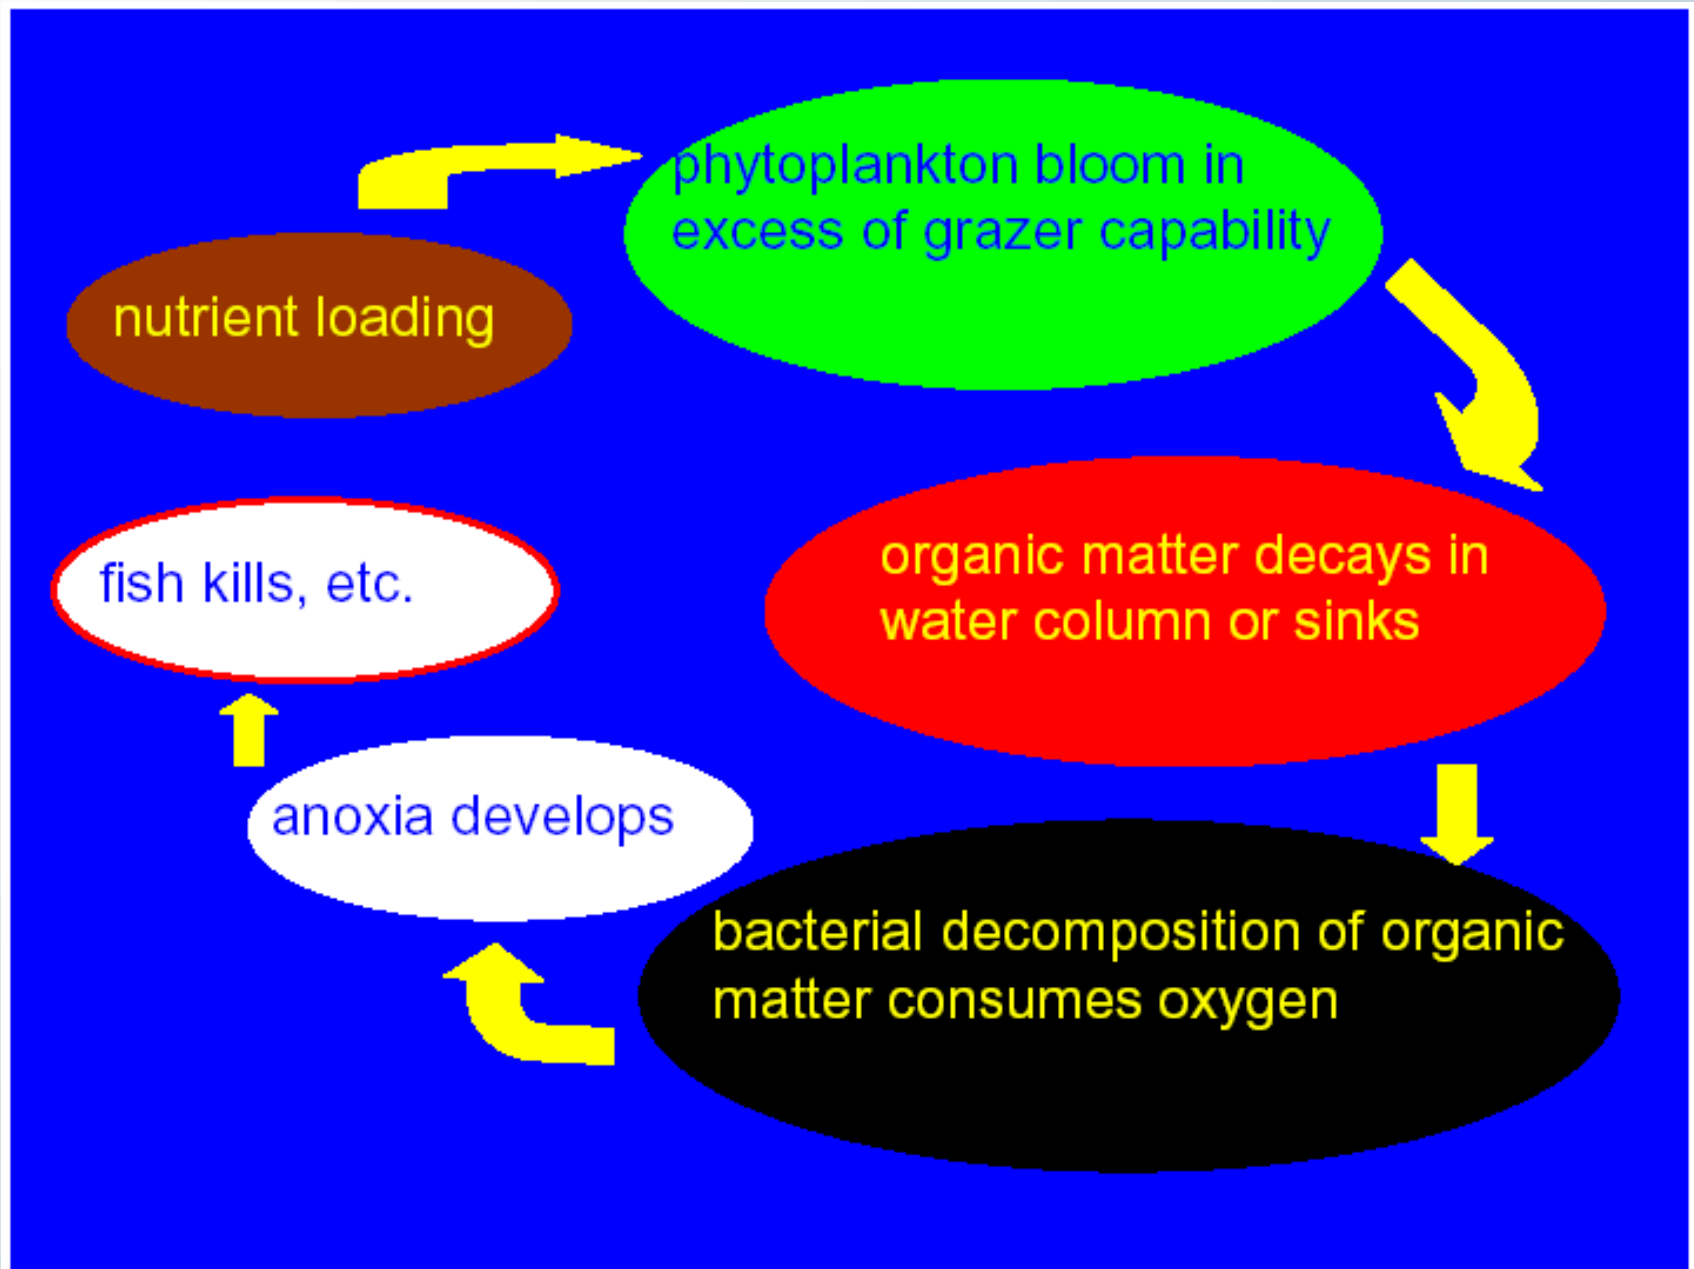 nutrient loading
phytoplankton bloom in
excess of grazer capability
organic matter decays in
water column or sinks
bacterial decomposition of organic
matter consumes oxygen
anoxia develops
fish kills, etc.